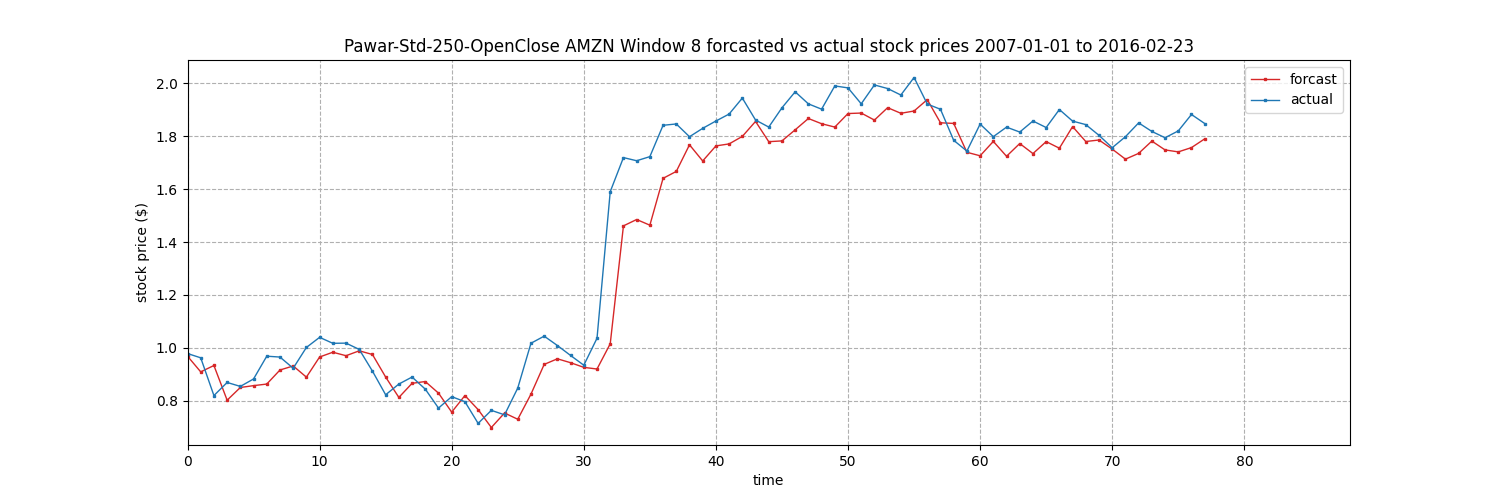 Pawar-Std-250-OpenClose AMZN Window 8 forcasted vs actual stock prices 2007-01-01 to 2016-02-23
forcast
actual
stock price ($)
2.0
1.8
1.6
1.4
1.2
1.0
0.8
0 10 20 30 40 50 60 70 80
time